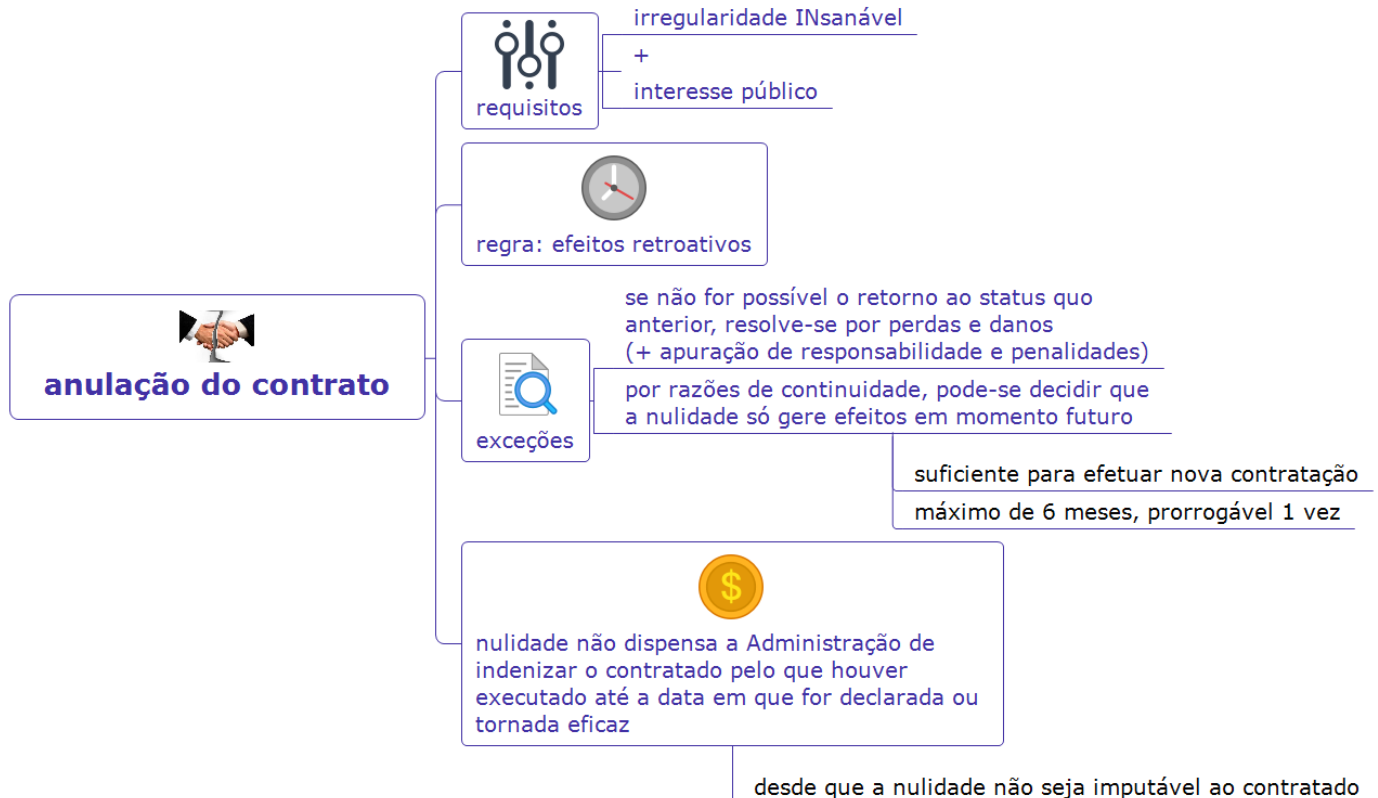 irregularidade INsanável
+
interesse público
requisitos
regra: efeitos retroativos
anulação do contrato
se não for possível o retorno ao status quo
anterior, resolve-se por perdas e danos
(+ apuração de responsabilidade e penalidades)
por razões de continuidade, pode-se decidir que
a nulidade só gere efeitos em momento futuro
exceções
suficiente para efetuar nova contratação
máximo de 6 meses, prorrogável 1 vez
$
nulidade não dispensa a Administração de
indenizar o contratado pelo que houver
executado até a data em que for declarada ou
tornada eficaz
desde que a nulidade não seja imputável ao contratado